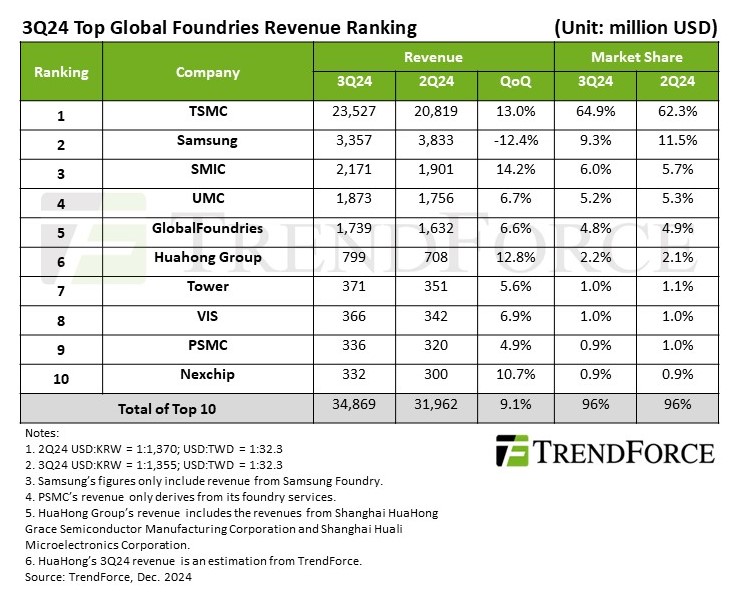 3Q24 Top Global Foundries Revenue Ranking (Unit: million USD)
Ranking Company Revenue Market Share
3Q24 2Q24 QoQ 3Q24 2Q24
1 TSMC 23,527 20,819 13.0% 64.9% 62.3%
2 Samsung 3,357 3,833 -12.4% 9.3% 11.5%
3 SMIC 2,171 1,901 14.2% 6.0% 5.7%
4 UMC 1,873 1,756 6.7% 5.2% 5.3%
5 GlobalFoundries 1,739 1,632 6.6% 4.8% 4.9%
6 Huahong Group 799 708 12.8% 2.2% 2.1%
7 Tower 371 351 5.6% 1.0% 1.1%
8 VIS 366 342 6.9% 1.0% 1.0%
9 PSMC 336 320 4.9% 0.9% 1.0%
10 Nexchip 332 300 10.7% 0.9% 0.9%
Total of Top 10 34,869 31,962 9.1% 96% 96%
TRENDFORCE
Notes:
1. 2Q24 USD:KRW = 1:1,370; USD:TWD = 1:32.3
2. 3Q24 USD:KRW = 1:1,355; USD:TWD = 1:32.3
3. Samsung's figures only include revenue from Samsung Foundry.
4. PSMC's revenue only derives from its foundry services.
5. HuaHong Group's revenue includes the revenues from Shanghai HuaHong
Grace Semiconductor Manufacturing Corporation and Shanghai Huali
Microelectronics Corporation.
6. HuaHong's 3Q24 revenue is an estimation from TrendForce.
Source: TrendForce, Dec. 2024
TRENDFORCE